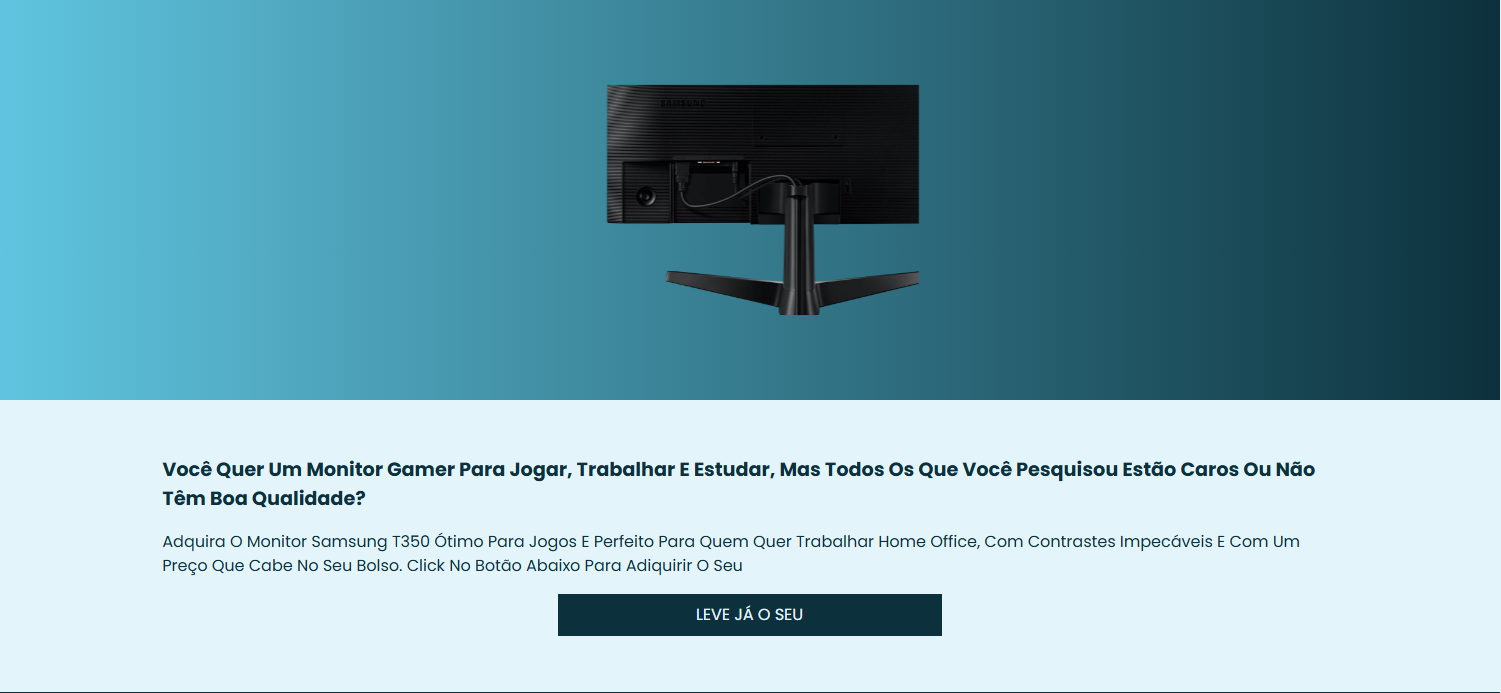 SAMSUNG
Você Quer Um Monitor Gamer Para Jogar, Trabalhar E Estudar, Mas Todos Os Que Você Pesquisou Estão Caros Ou Não
Têm Boa Qualidade?
Adquira O Monitor Samsung T350 Ótimo Para Jogos E Perfeito Para Quem Quer Trabalhar Home Office, Com Contrastes Impecáveis E Com Um
Preço Que Cabe No Seu Bolso. Click No Botão Abaixo Para Adiquirir O Seu
LEVE JÁ O SEU